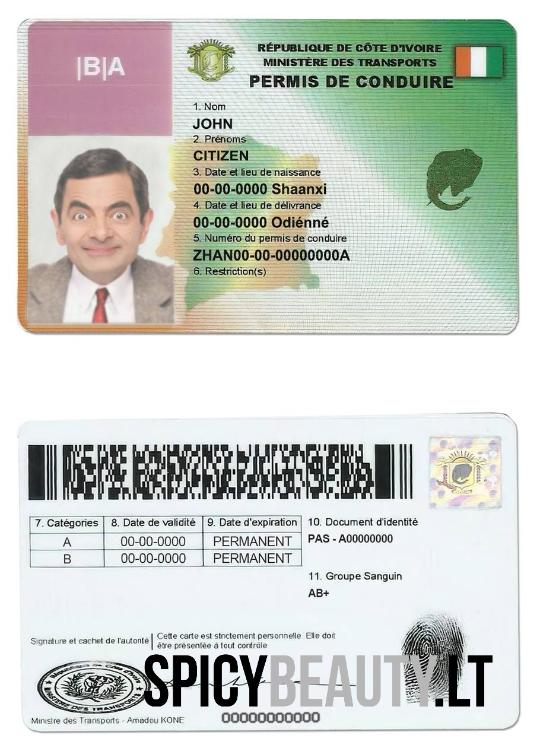 |B|A
RÉPUBLIQUE DE CÔTE D'IVOIRE
MINISTÈRE DES TRANSPORTS
PERMIS DE CONDUIRE
1. Nom
JOHN
2. Prénoms
CITIZEN
3. Date et lieu de naissance
00-00-0000 Shaanxi
4. Date et lieu de délivrance
00-00-0000 Odiénné
5. Numéro du permis de conduire
ZHAN00-00-00000000A
6. Restriction(s)
7. Catégories 8. Date de validité 9. Date d'expiration
A 00-00-0000 PERMANENT
B 00-00-0000 PERMANENT
10. Document d'identité
PAS - A00000000
11. Groupe Sanguin
AB+
Signature et cachet de l'autorité
Cette carte est strictement personnelle. Elle doit
être présentée à tout contrôle
SPICYBEAUTY.LT
Ministre des Transports - Amadou KONE
00000000000